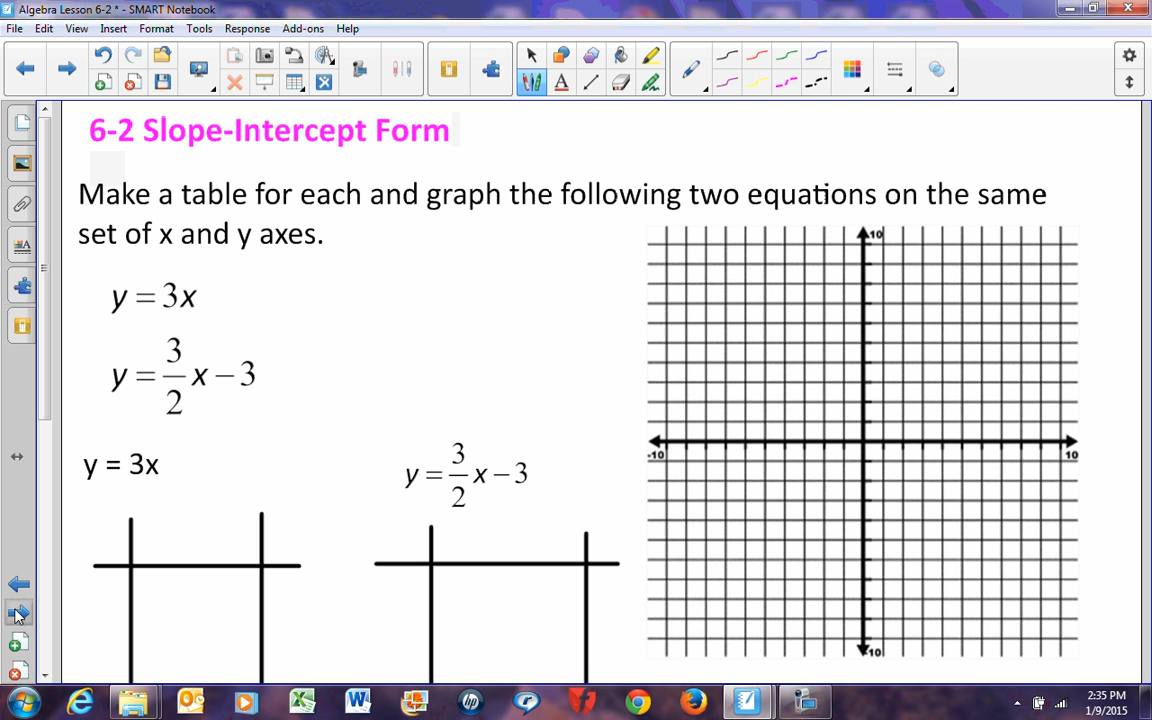 Algebra Lesson 6-2 * - SMART Notebook
File Edit View Insert Format Tools Response Add-ons Help
6-2 Slope-Intercept Form
Make a table for each and graph the following two equations on the same
set of x and y axes.
y = 3x
y = 3/2 x − 3
y = 3x
y = 3/2 x − 3
10
-10
10
10
2:35 PM
1/9/2015